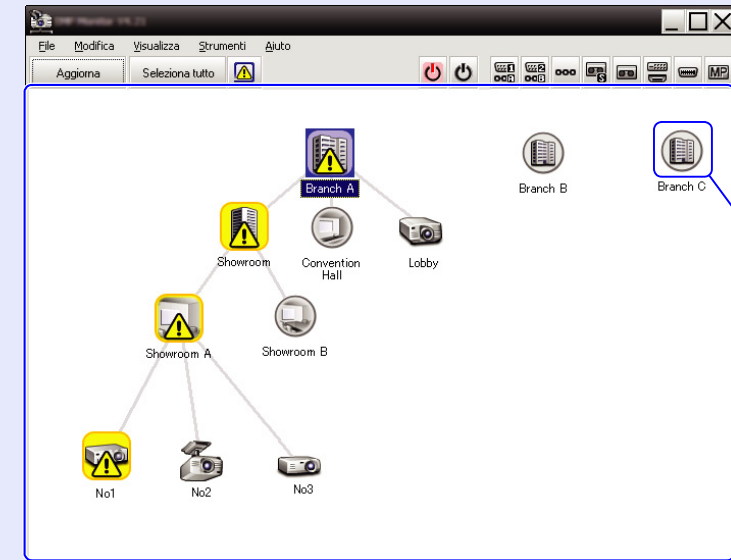 File Modifica Visualizza Strumenti Aiuto
Aggiorna Seleziona tutto
MP
Branch A
Branch B
Branch C
Showroom
Convention
Hall
Lobby
Showroom A
Showroom B
No1
No2
No3